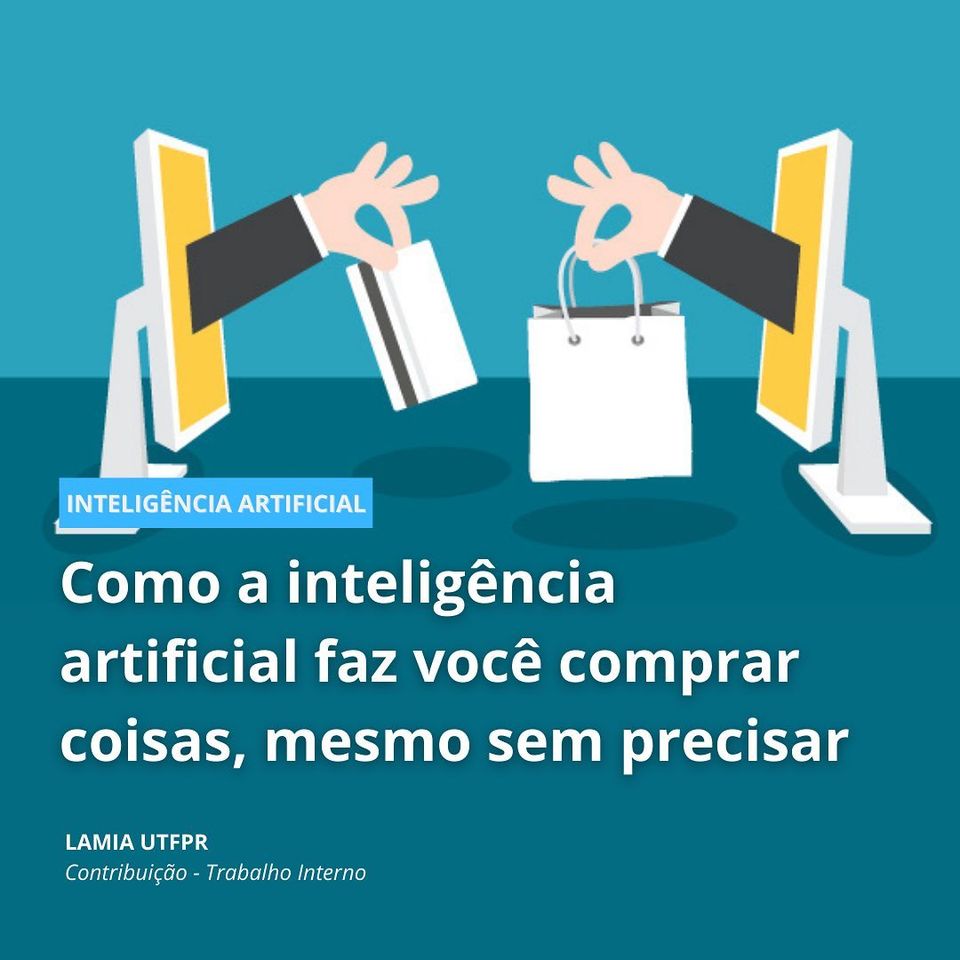 INTELIGÊNCIA ARTIFICIAL
Como a inteligência
artificial faz você comprar
coisas, mesmo sem precisar
LAMIA UTFPR
Contribuição - Trabalho Interno